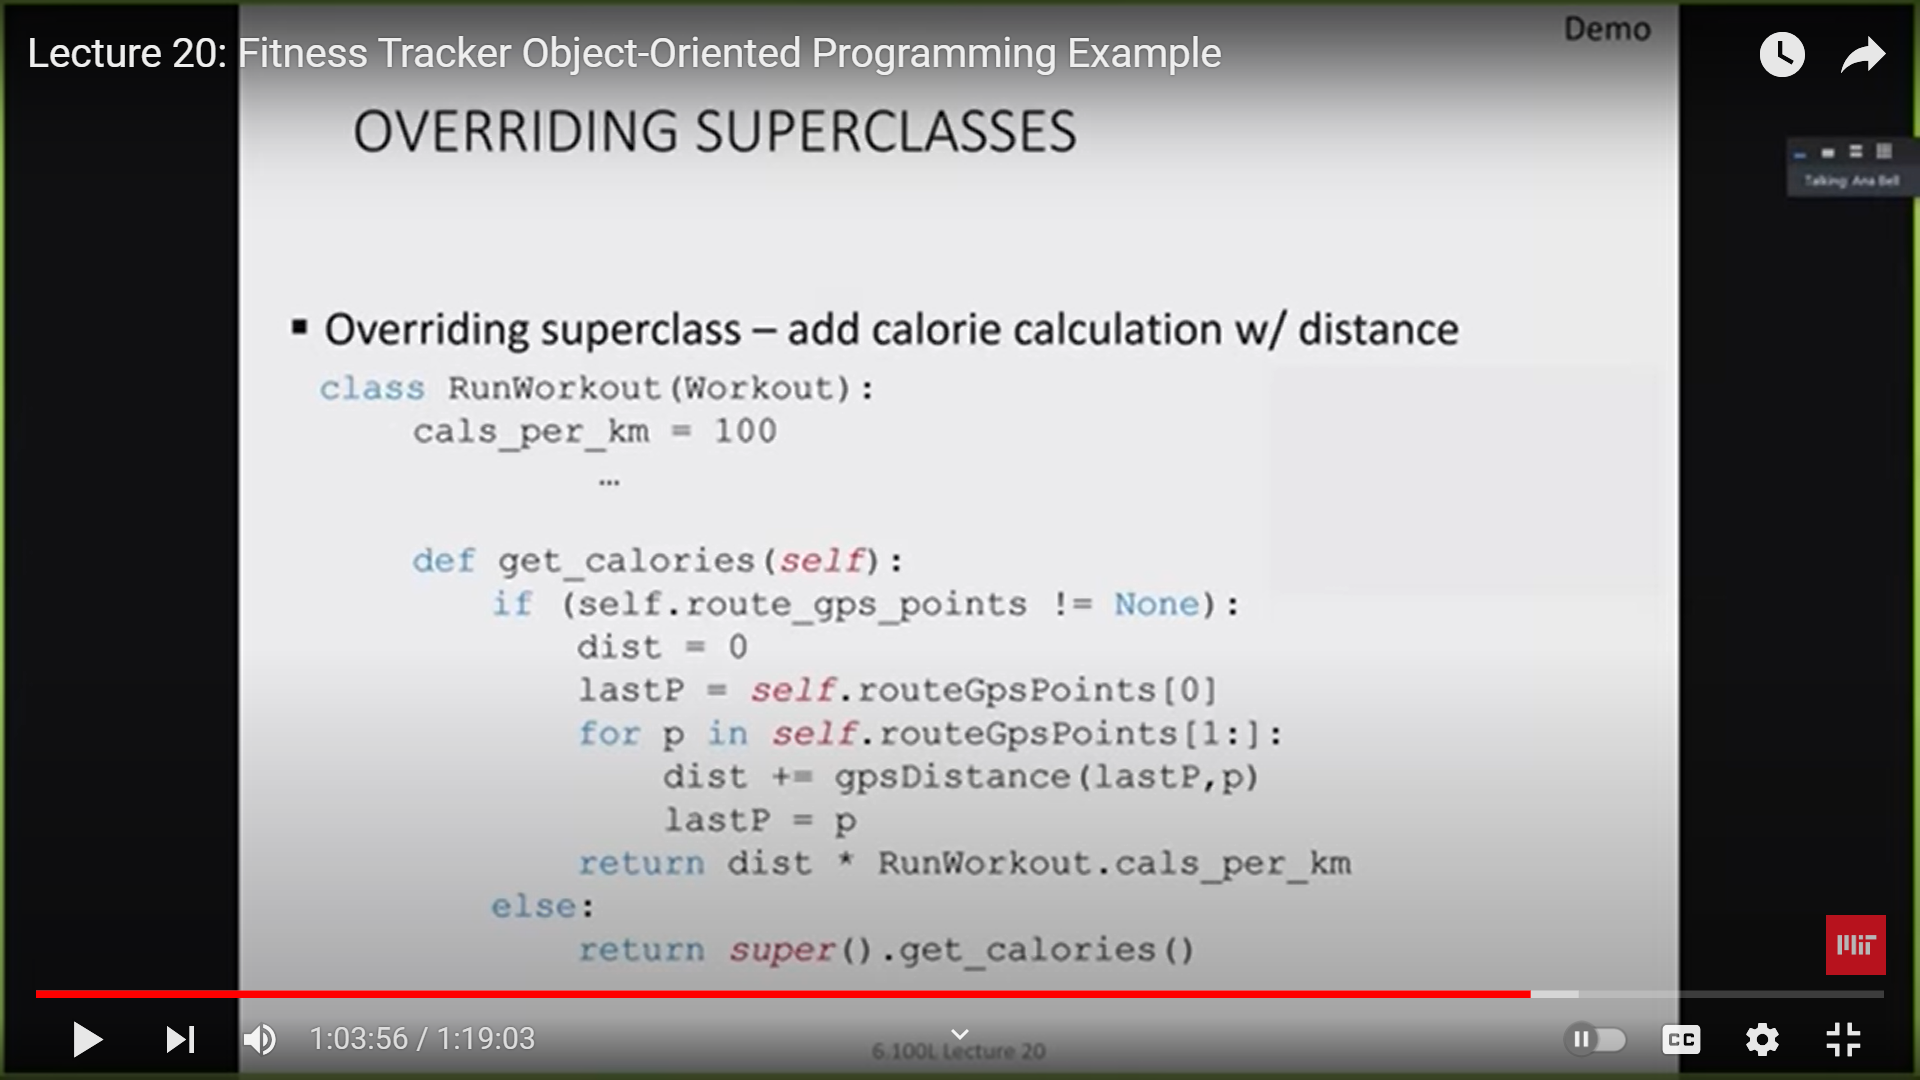 Demo
Lecture 20: Fitness Tracker Object-Oriented Programming Example
OVERRIDING SUPERCLASSES
Talking: Ana Bell
▪ Overriding superclass – add calorie calculation w/ distance
class RunWorkout(Workout):
cals_per_km = 100
…
def get_calories(self):
if (self.route_gps_points != None):
dist = 0
lastP = self.routeGpsPoints[0]
for p in self.routeGpsPoints[1:]:
dist += gpsDistance(lastP,p)
lastP = p
return dist * RunWorkout.cals_per_km
else:
return super().get_calories()
MIT
1:03:56 / 1:19:03
CC
6.100L Lecture 20